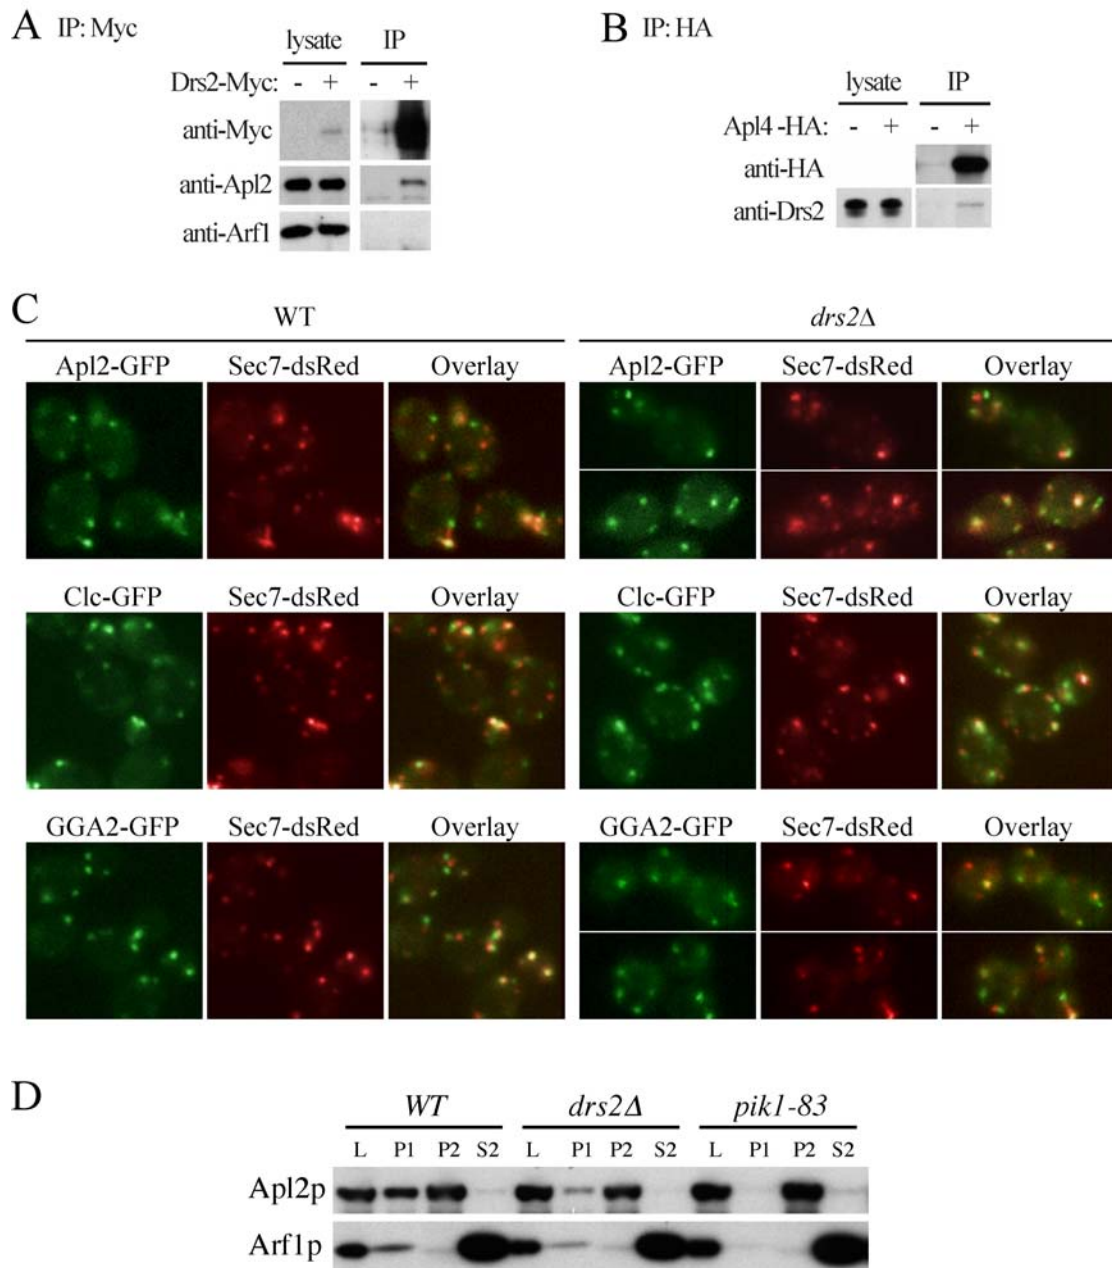 A IP: Myc
lysate IP
Drs2-Myc: - + - +
anti-Myc
anti-Apl2
anti-Arf1
B IP: HA
lysate IP
Apl4-HA: - + - +
anti-HA
anti-Drs2
C
WT drs2Δ
Apl2-GFP Sec7-dsRed Overlay Apl2-GFP Sec7-dsRed Overlay
Clc-GFP Sec7-dsRed Overlay Clc-GFP Sec7-dsRed Overlay
GGA2-GFP Sec7-dsRed Overlay GGA2-GFP Sec7-dsRed Overlay
D
WT drs2Δ pik1-83
L P1 P2 S2 L P1 P2 S2 L P1 P2 S2
Apl2p
Arf1p